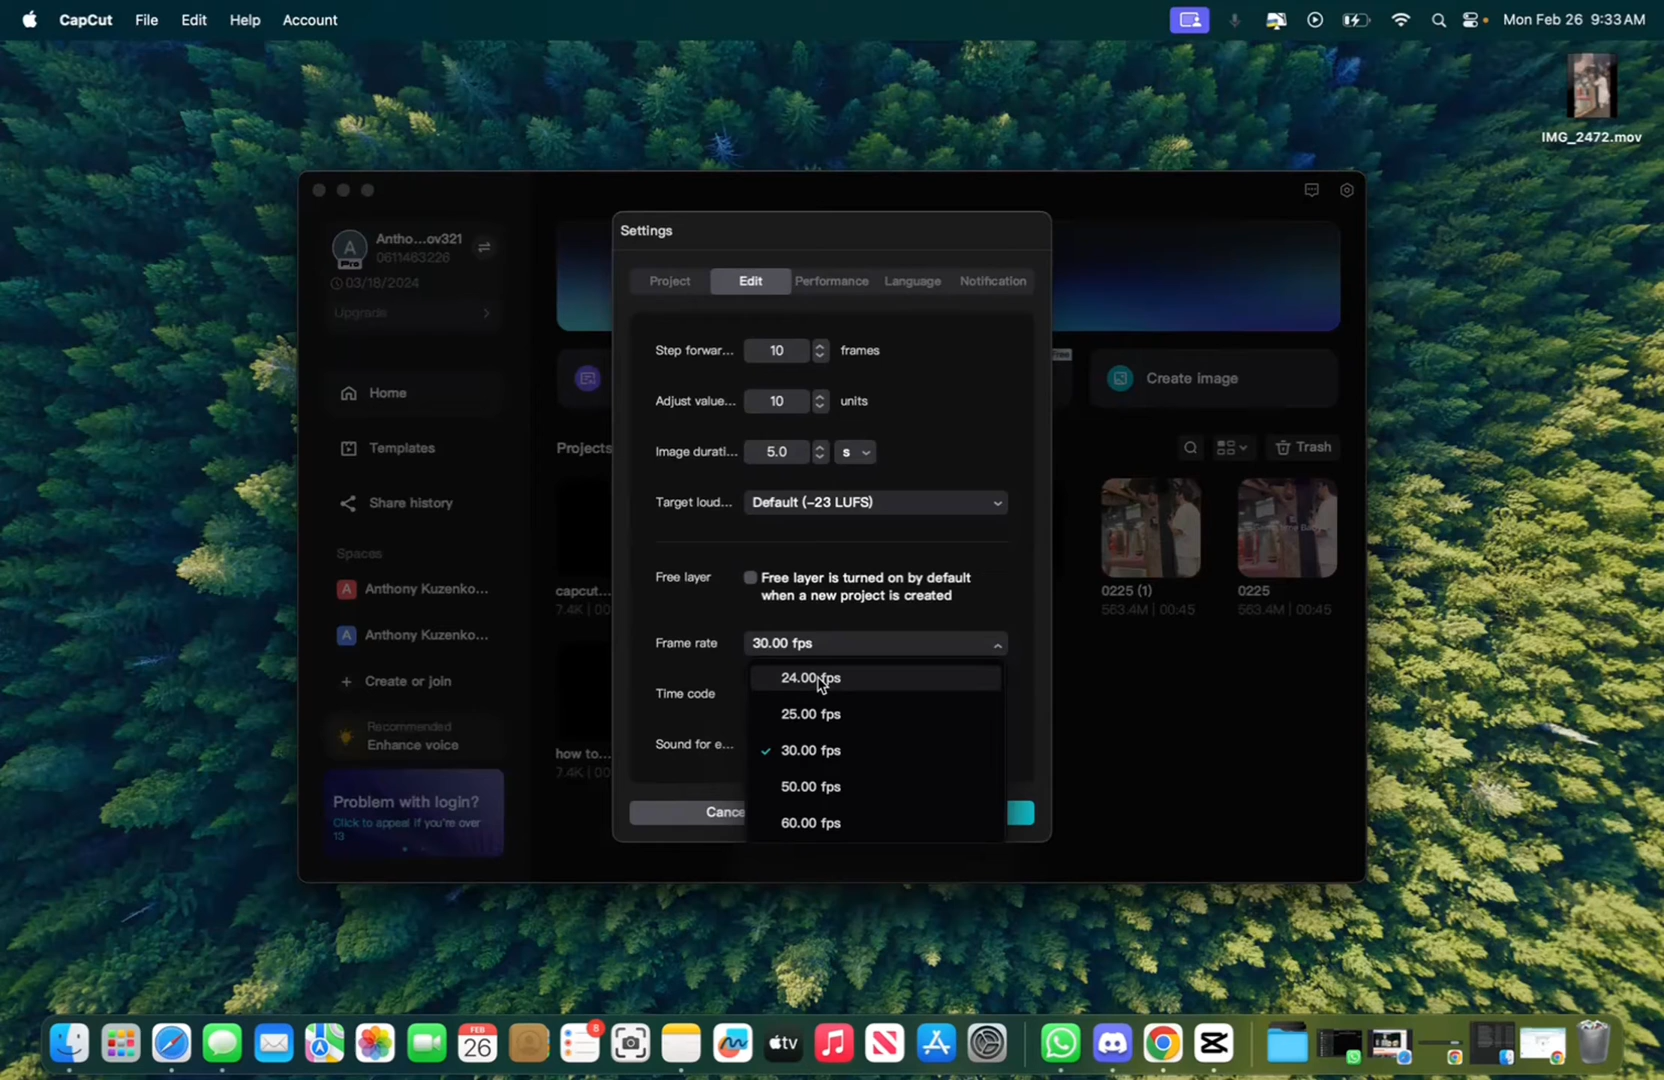 CapCut File Edit Help Account
Mon Feb 26 9:33 AM
IMG_2472.mov
Settings
Antho...ov321
0611463226
Pro
03/18/2024
Upgrade
Project Edit Performance Language Notification
Step forwar... 10 frames
Adjust value... 10 units
Image durati... 5.0 s
Target loud... Default (-23 LUFS)
Free layer Free layer is turned on by default
when a new project is created
Frame rate 30.00 fps
24.00 fps
Time code
25.00 fps
Sound for e...
30.00 fps
50.00 fps
60.00 fps
Home
Templates
Share history
Spaces
A Anthony Kuzenko...
A Anthony Kuzenko...
Create or join
Recommended
Enhance voice
Problem with login?
Click to appeal if you're over
13
Free
Create image
Projects
Trash
capcut...
7.4K | 00
how to...
7.4K | 00
0225 (1)
563.4M | 00:45
0225
563.4M | 00:45
FEB
26
8
tv